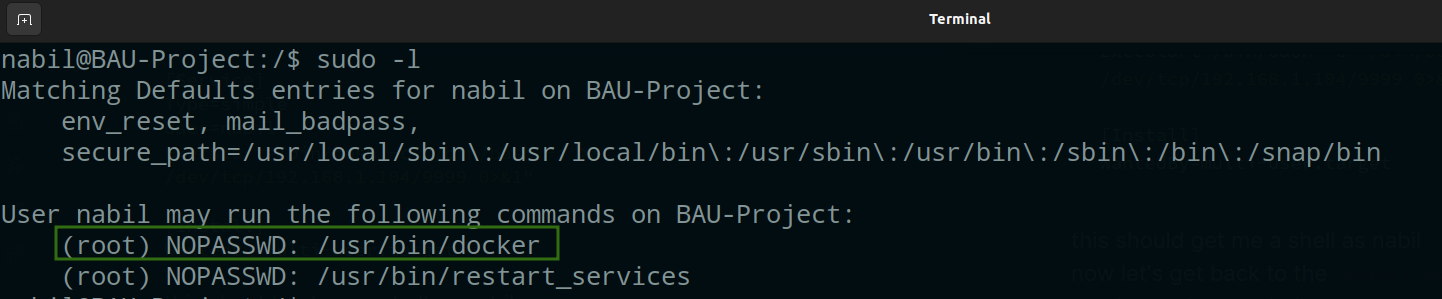 Terminal
nabil@BAU-Project:/$ sudo -l
Matching Defaults entries for nabil on BAU-Project:
    env_reset, mail_badpass,
    secure_path=/usr/local/sbin\:/usr/local/bin\:/usr/sbin\:/usr/bin\:/sbin\:/bin\:/snap/bin
User nabil may run the following commands on BAU-Project:
    (root) NOPASSWD: /usr/bin/docker
this should get me a shell as nabil
    (root) NOPASSWD: /usr/bin/restart_services
now let's get back to the